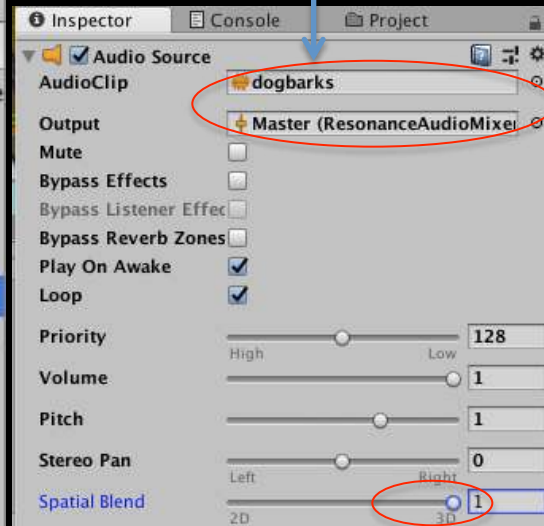 Inspector Console Project
Audio Source
AudioClip dogbarks
Output Master (ResonanceAudioMixer
Mute
Bypass Effects
Bypass Listener Effec
Bypass Reverb Zones
Play On Awake
Loop
Priority 128
High Low
Volume 1
Pitch 1
Stereo Pan 0
Left Right
Spatial Blend 1
2D 3D